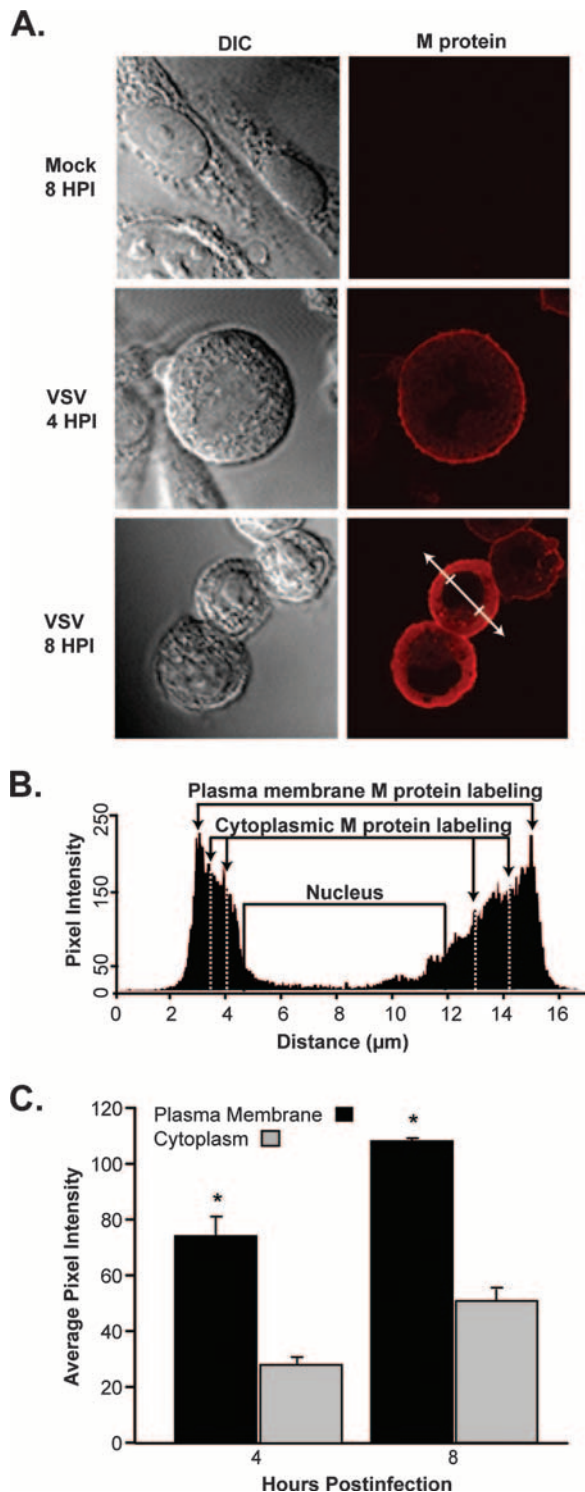 A.
DIC
M protein
Mock
8 HPI
VSV
4 HPI
VSV
8 HPI
B.
Plasma membrane M protein labeling
Cytoplasmic M protein labeling
Nucleus
Pixel Intensity
250
150
50
0
0 2 4 6 8 10 12 14 16
Distance (µm)
C.
Plasma Membrane
Cytoplasm
*
*
Average Pixel Intensity
120
100
80
60
40
20
0
4 8
Hours Postinfection